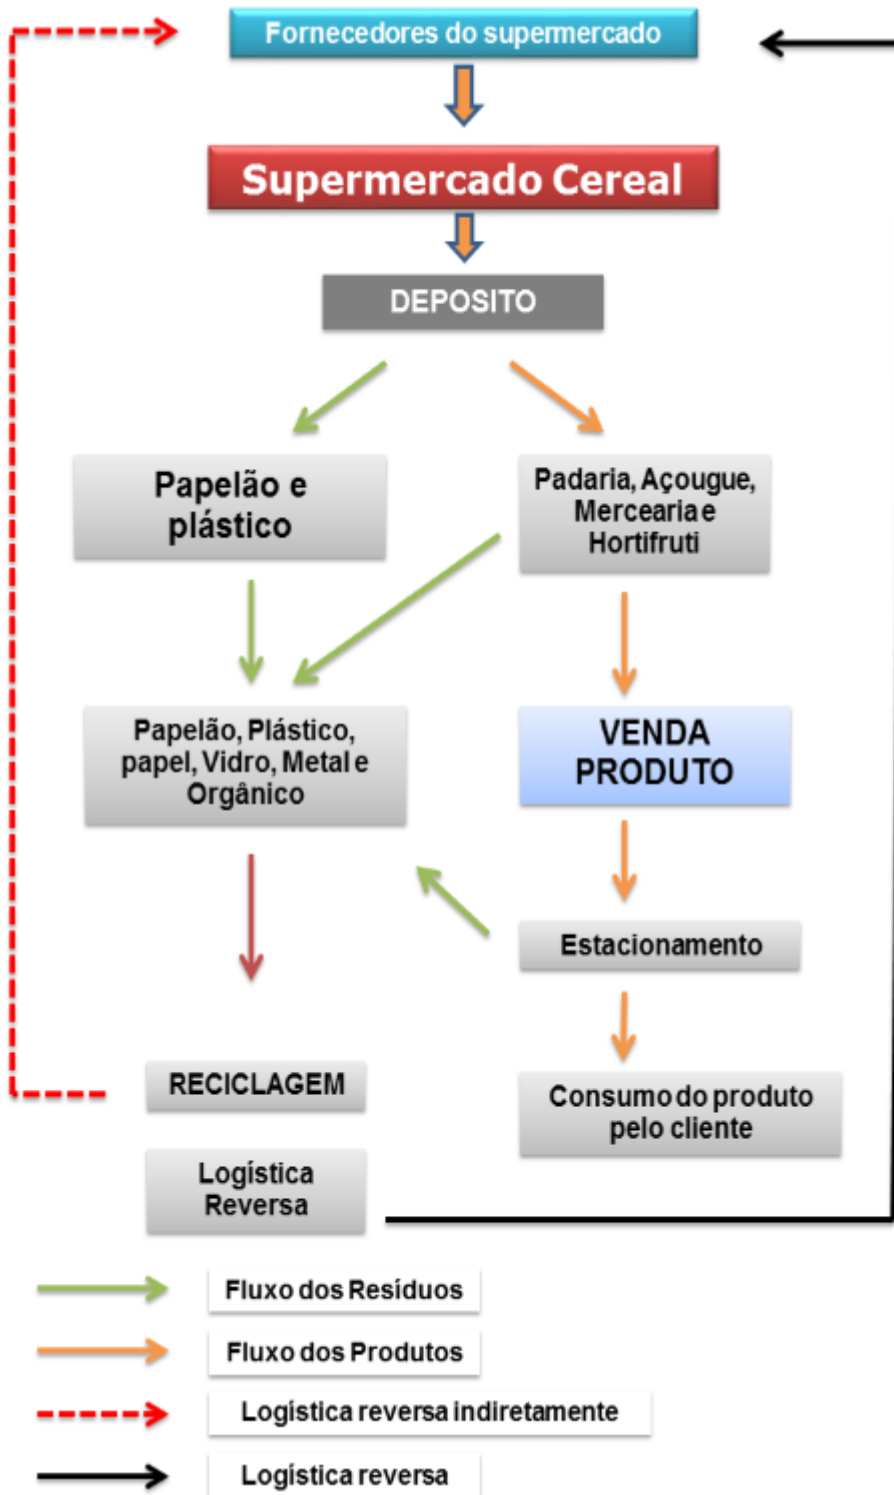 Fornecedores do supermercado
Supermercado Cereal
DEPOSITO
Papelão e
plástico
Padaria, Açougue,
Mercearia e
Hortifruti
Papelão, Plástico,
papel, Vidro, Metal e
Orgânico
VENDA
PRODUTO
Estacionamento
RECICLAGEM
Consumo do produto
pelo cliente
Logística
Reversa
Fluxo dos Resíduos
Fluxo dos Produtos
Logística reversa indiretamente
Logística reversa